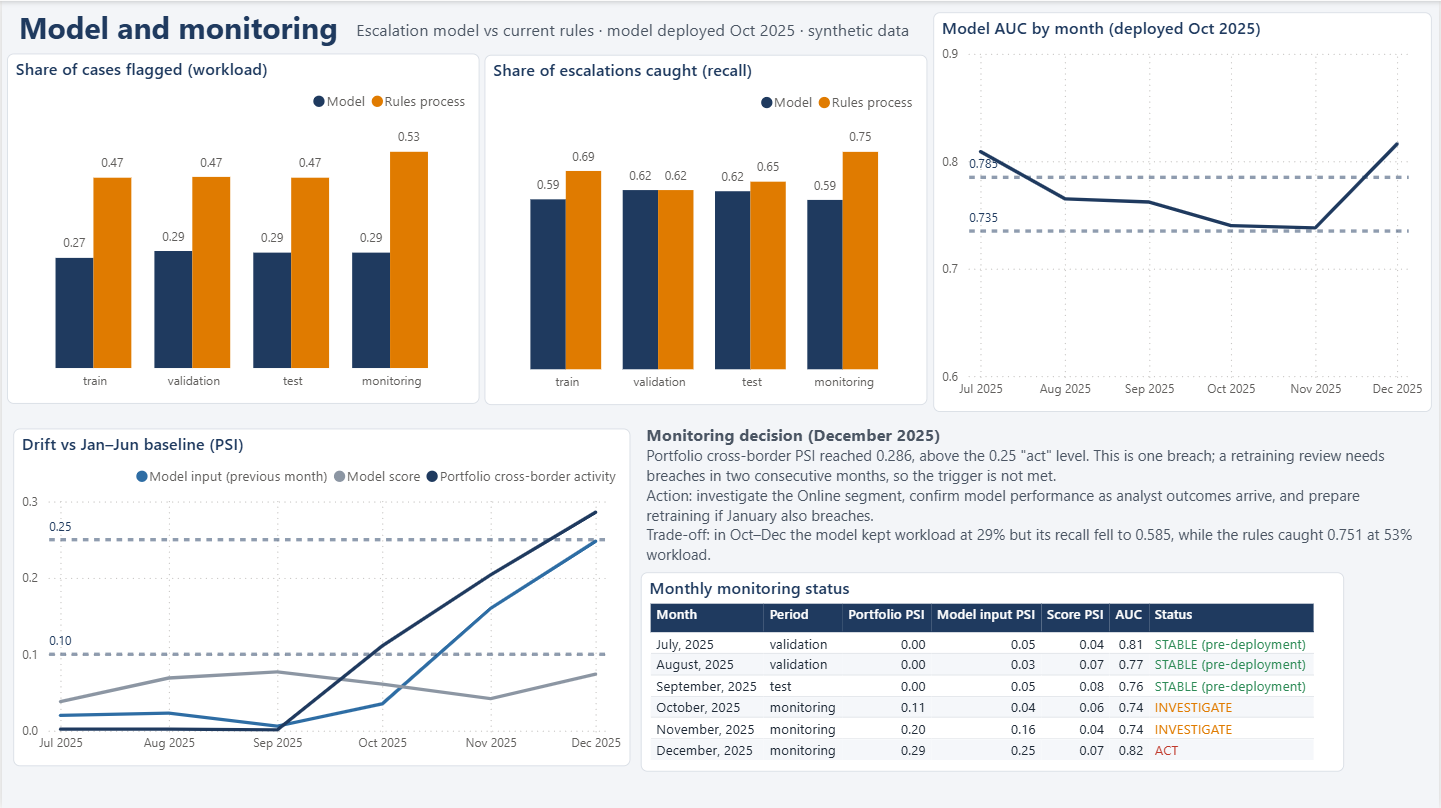 Model and monitoring
Escalation model vs current rules · model deployed Oct 2025 · synthetic data
Share of cases flagged (workload)
Model Rules process
0.27 0.47 0.29 0.47 0.29 0.47 0.29 0.53
train validation test monitoring
Share of escalations caught (recall)
Model Rules process
0.59 0.69 0.62 0.62 0.62 0.65 0.59 0.75
train validation test monitoring
Model AUC by month (deployed Oct 2025)
0.9
0.8
0.785
0.735
0.7
0.6
Jul 2025 Aug 2025 Sep 2025 Oct 2025 Nov 2025 Dec 2025
Drift vs Jan–Jun baseline (PSI)
Model input (previous month) Model score Portfolio cross-border activity
0.3
0.25
0.2
0.10
0.1
0.0
Jul 2025 Aug 2025 Sep 2025 Oct 2025 Nov 2025 Dec 2025
Monitoring decision (December 2025)
Portfolio cross-border PSI reached 0.286, above the 0.25 "act" level. This is one breach; a retraining review needs
breaches in two consecutive months, so the trigger is not met.
Action: investigate the Online segment, confirm model performance as analyst outcomes arrive, and prepare
retraining if January also breaches.
Trade-off: in Oct–Dec the model kept workload at 29% but its recall fell to 0.585, while the rules caught 0.751 at 53%
workload.
Monthly monitoring status
Month Period Portfolio PSI Model input PSI Score PSI AUC Status
July, 2025 validation 0.00 0.05 0.04 0.81 STABLE (pre-deployment)
August, 2025 validation 0.00 0.03 0.07 0.77 STABLE (pre-deployment)
September, 2025 test 0.00 0.05 0.08 0.76 STABLE (pre-deployment)
October, 2025 monitoring 0.11 0.04 0.06 0.74 INVESTIGATE
November, 2025 monitoring 0.20 0.16 0.04 0.74 INVESTIGATE
December, 2025 monitoring 0.29 0.25 0.07 0.82 ACT